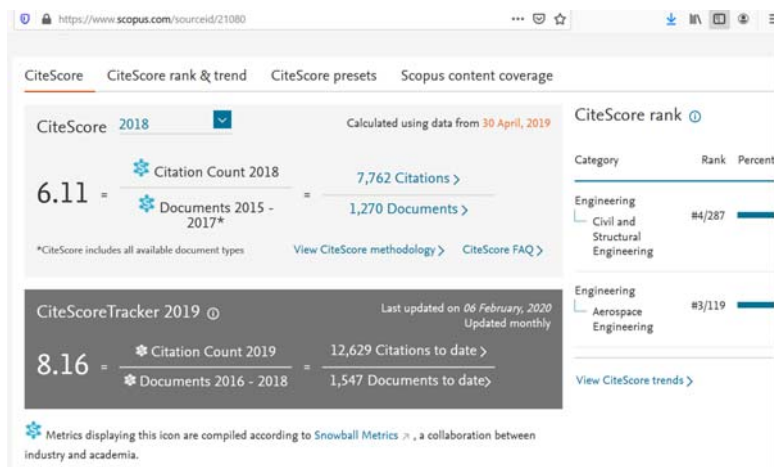 https://www.scopus.com/sourceid/21080
CiteScore CiteScore rank & trend CiteScore presets Scopus content coverage
CiteScore 2018
Calculated using data from 30 April, 2019
6.11 = Citation Count 2018 = 7,762 Citations >
Documents 2015 - 2017* 1,270 Documents >
*CiteScore includes all available document types
View CiteScore methodology > CiteScore FAQ >
CiteScoreTracker 2019
Last updated on 06 February, 2020
Updated monthly
8.16 = Citation Count 2019 = 12,629 Citations to date >
Documents 2016 - 2018 1,547 Documents to date>
Metrics displaying this icon are compiled according to Snowball Metrics ↗ , a collaboration between
industry and academia.
CiteScore rank
Category Rank Percent
Engineering
Civil and #4/287
Structural
Engineering
Engineering
Aerospace #3/119
Engineering
View CiteScore trends >